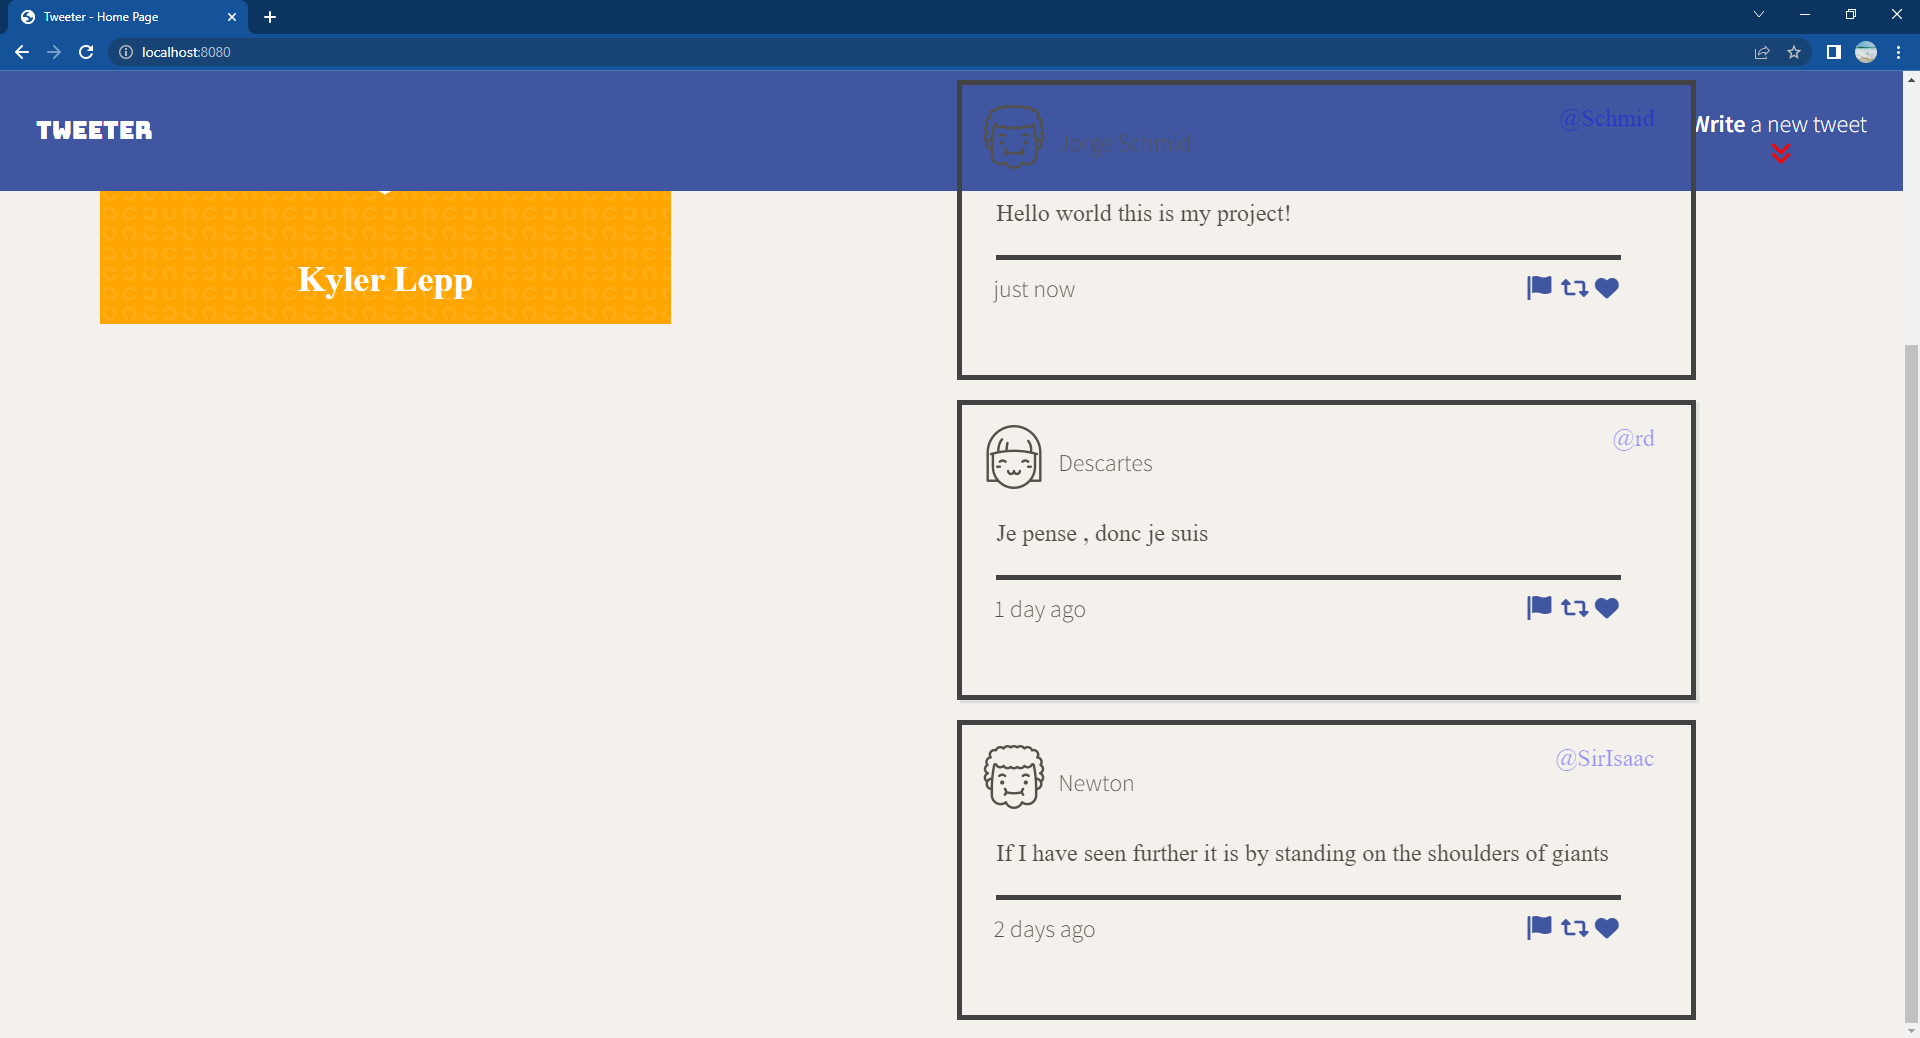 Tweeter - Home Page
localhost:8080
TWEETER
Write a new tweet
Kyler Lepp
Jorge Schmid
@Schmid
Hello world this is my project!
just now
Descartes
@rd
Je pense , donc je suis
1 day ago
Newton
@SirIsaac
If I have seen further it is by standing on the shoulders of giants
2 days ago